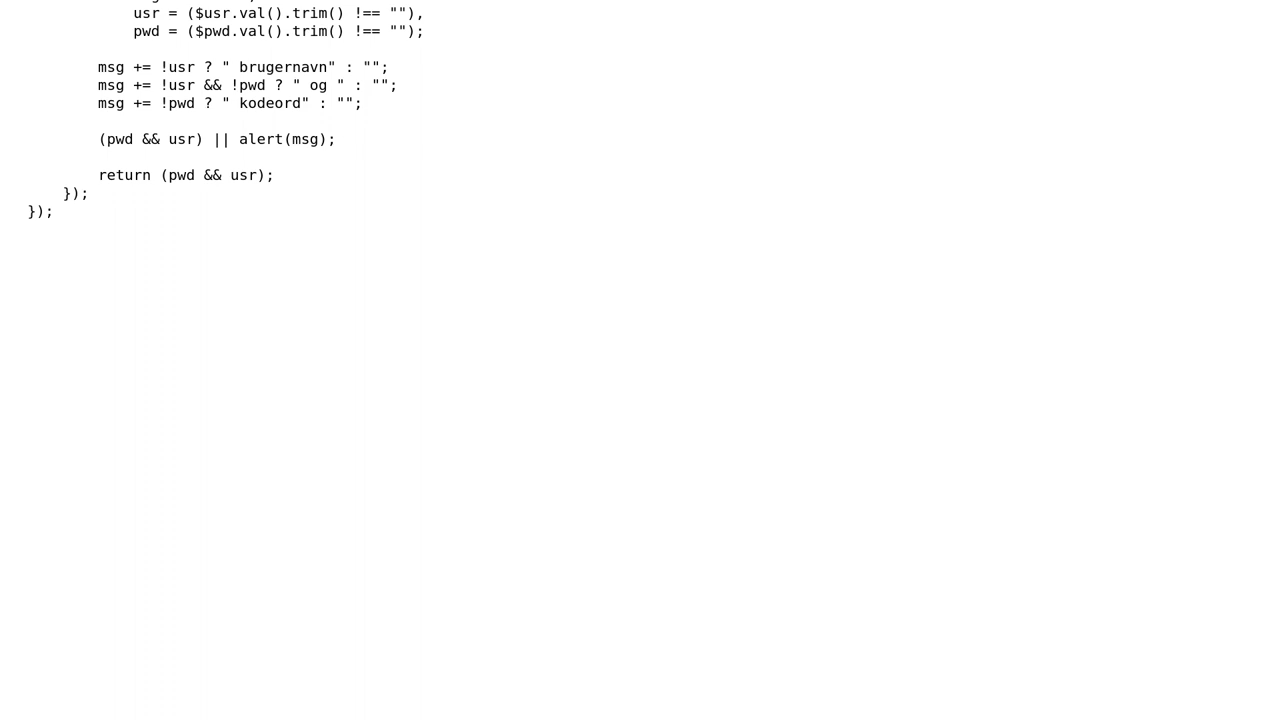 usr = ($usr.val().trim() !== ""),
pwd = ($pwd.val().trim() !== "");
msg += !usr ? " brugernavn" : "";
msg += !usr && !pwd ? " og " : "";
msg += !pwd ? " kodeord" : "";
(pwd && usr) || alert(msg);
return (pwd && usr);
});
});